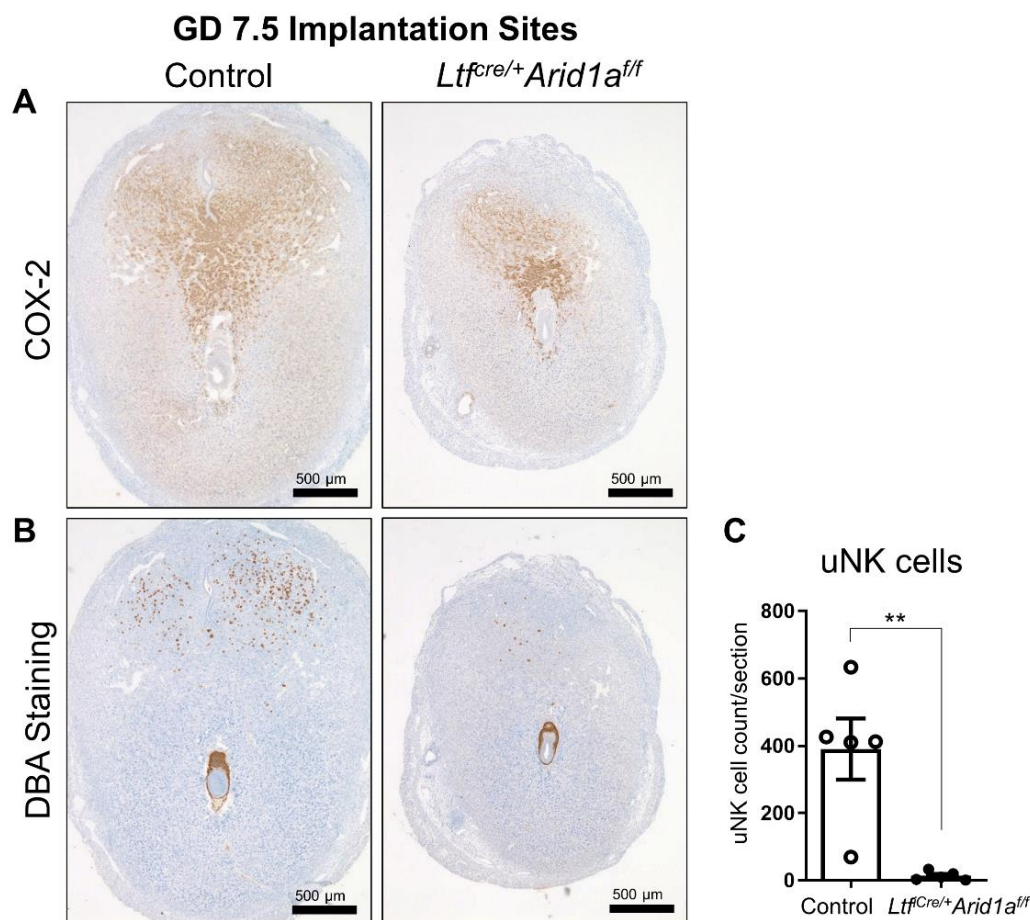 GD 7.5 Implantation Sites
Control
Ltfcre/+Arid1af/f
A
COX-2
500 µm
500 µm
B
DBA Staining
500 µm
500 µm
C
uNK cells
uNK cell count/section
800
600
400
200
0
**
Control
LtfiCre/+Arid1af/f